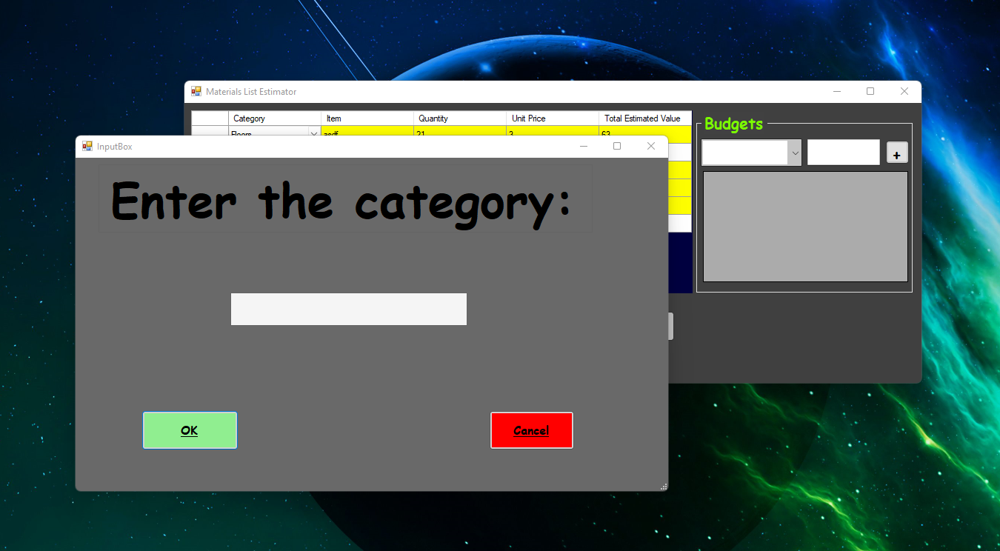 Materials List Estimator
Category Item Quantity Unit Price Total Estimated Value
Floors asdf 21 3 63
Budgets
+
InputBox
Enter the category:
OK Cancel